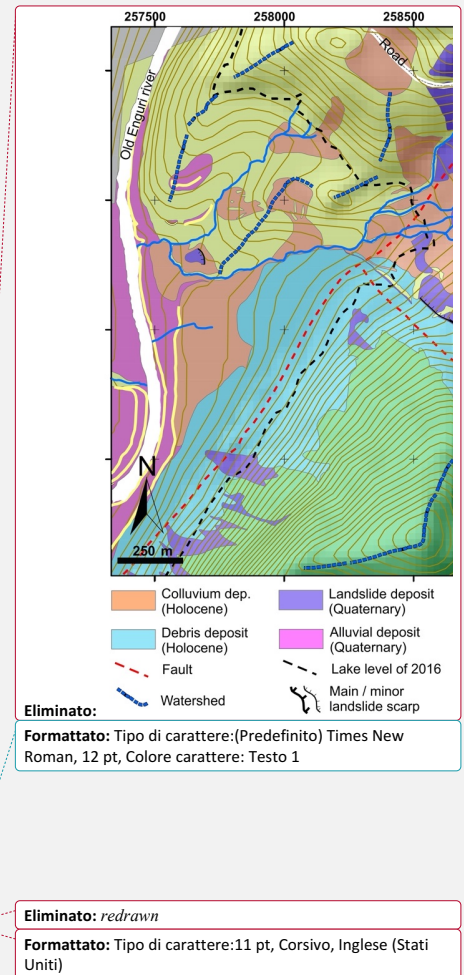 257500 258000 258500
Road
Old Enguri river
N
250 m
Colluvium dep.
(Holocene)
Landslide deposit
(Quaternary)
Debris deposit
(Holocene)
Alluvial deposit
(Quaternary)
Fault
Lake level of 2016
Watershed
Main / minor
landslide scarp
Eliminato:
Formattato: Tipo di carattere:(Predefinito) Times New
Roman, 12 pt, Colore carattere: Testo 1
Eliminato: redrawn
Formattato: Tipo di carattere:11 pt, Corsivo, Inglese (Stati
Uniti)